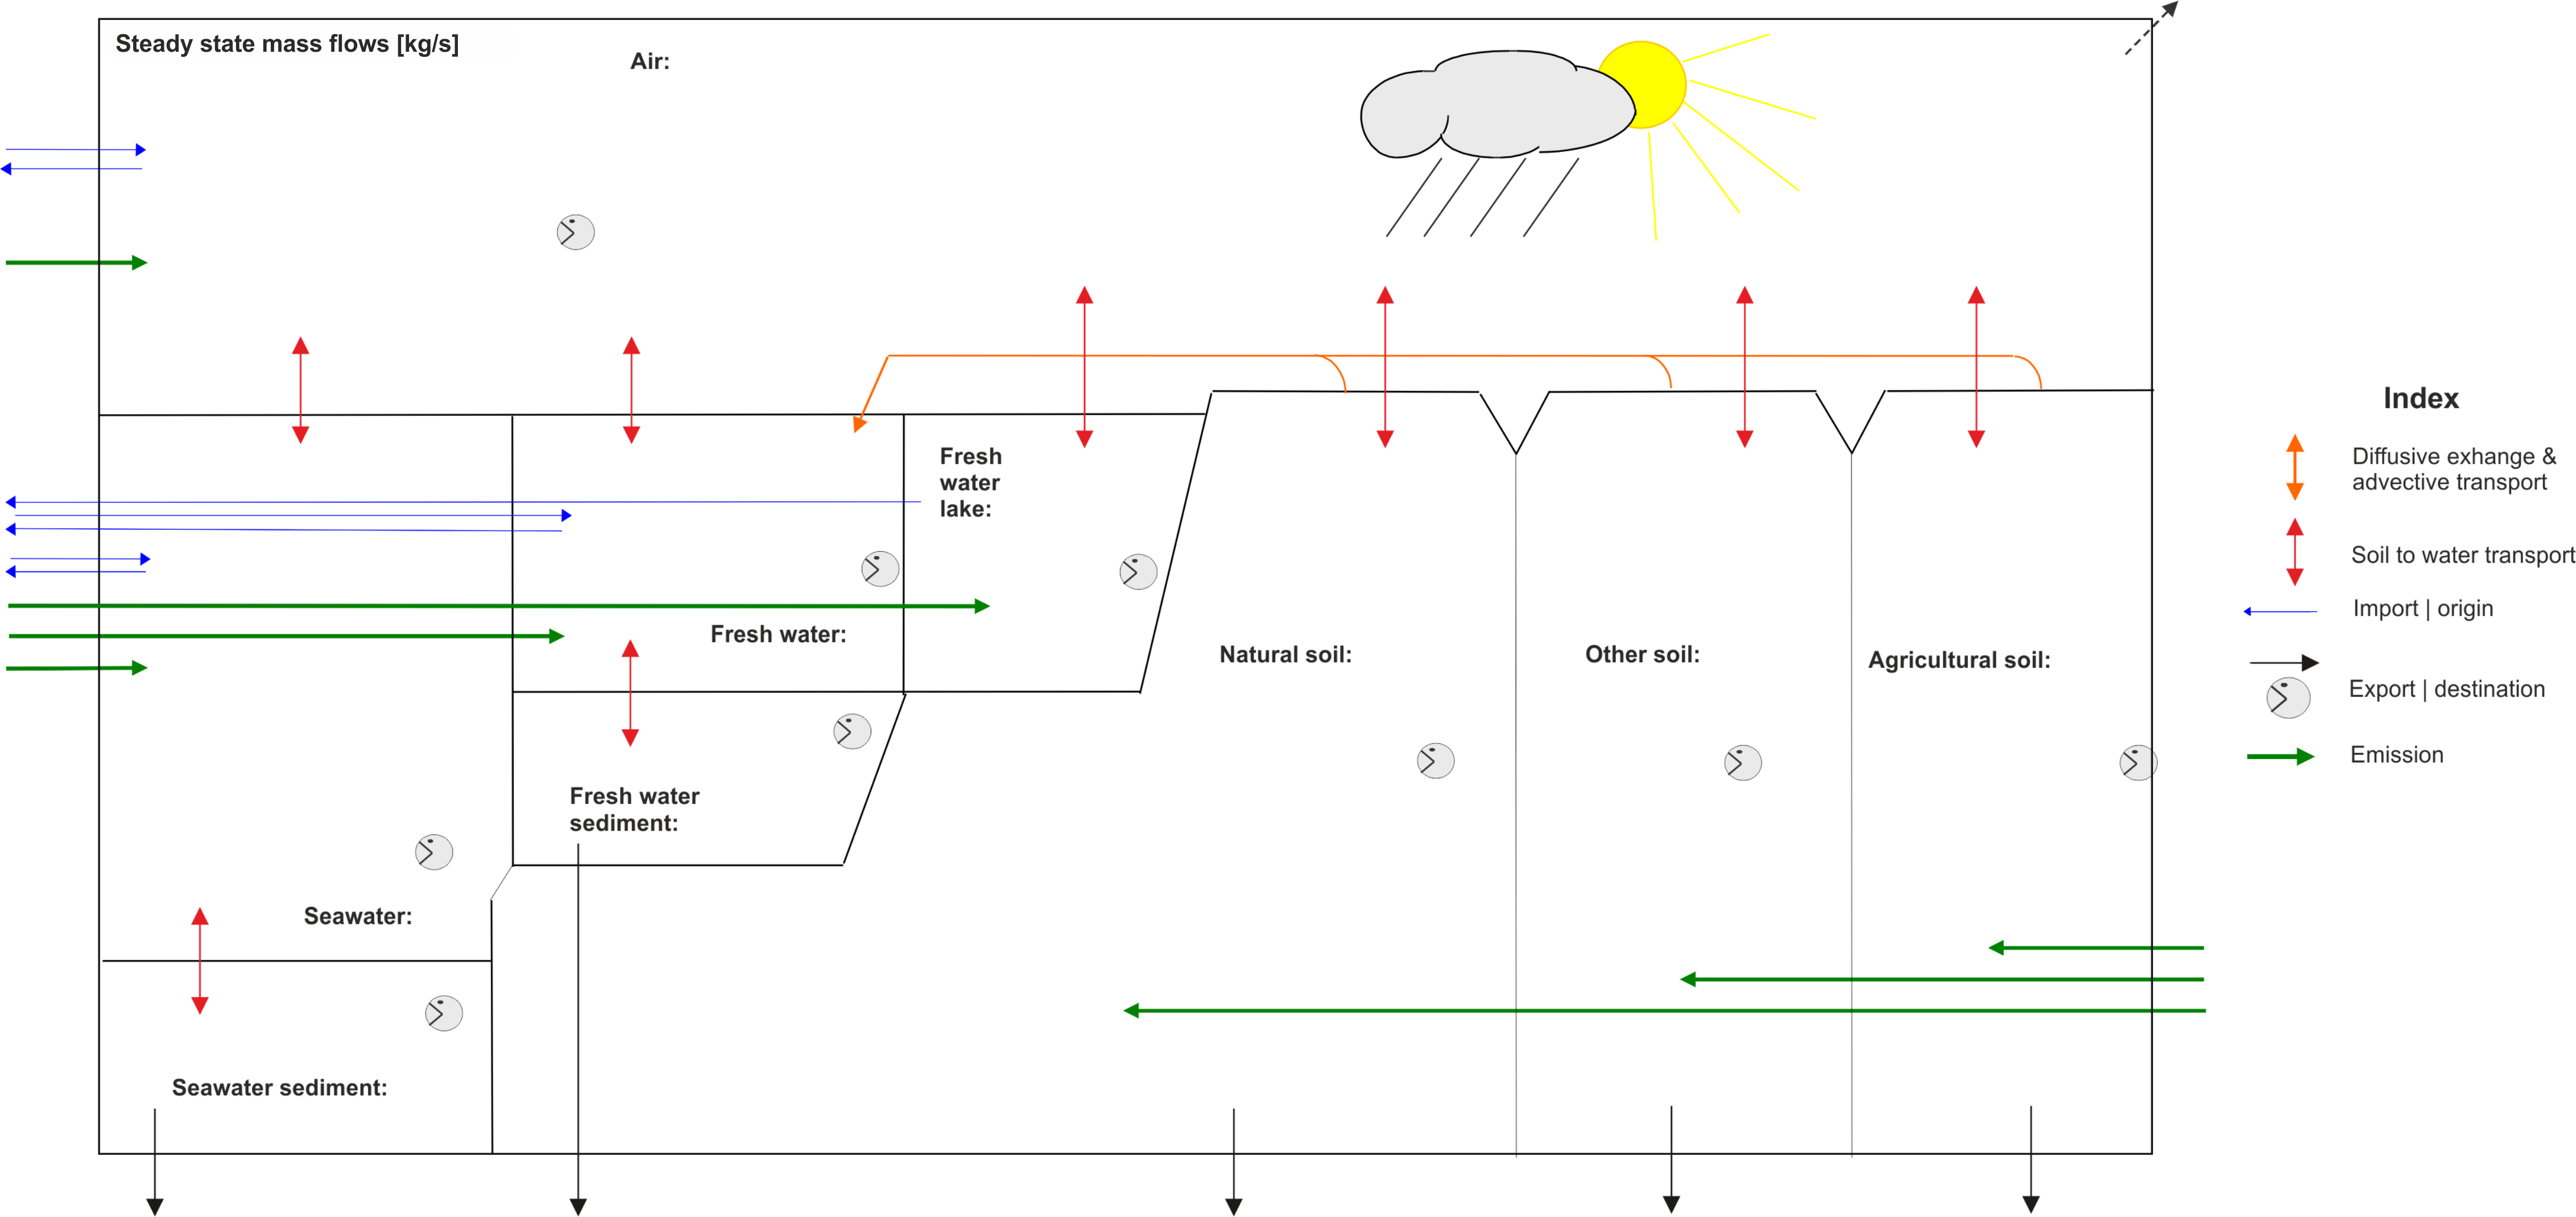 Steady state mass flows [kg/s]
Air:
Fresh
water
lake:
Fresh water:
Natural soil:
Other soil:
Agricultural soil:
Fresh water
sediment:
Seawater:
Seawater sediment:
Index
Diffusive exhange &
advective transport
Soil to water transport
Import | origin
Export | destination
Emission